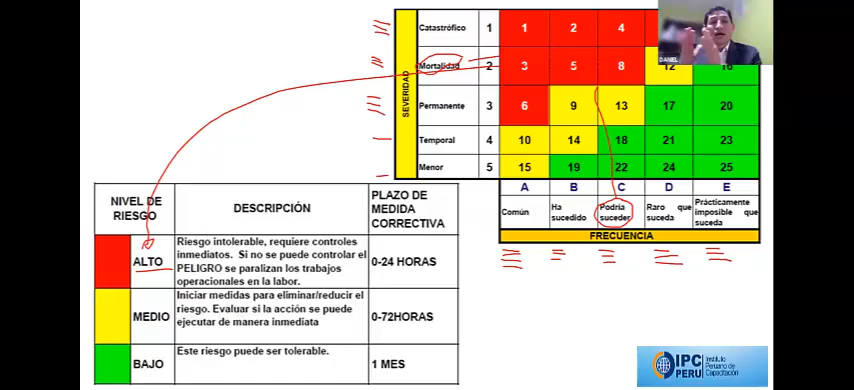 Catastrófico 1 1 2 4
DANIEL
Mortalidad 2 3 5 8 12 16
SEVERIDAD
Permanente 3 6 9 13 17 20
Temporal 4 10 14 18 21 23
Menor 5 15 19 22 24 25
A B C D E
Común
Ha sucedido
Podría suceder
Raro que suceda
Prácticamente imposible que suceda
FRECUENCIA
NIVEL DE RIESGO
DESCRIPCIÓN
PLAZO DE MEDIDA CORRECTIVA
ALTO
Riesgo intolerable, requiere controles
inmediatos. Si no se puede controlar el
PELIGRO se paralizan los trabajos
operacionales en la labor.
0-24 HORAS
MEDIO
Iniciar medidas para eliminar/reducir el
riesgo. Evaluar si la acción se puede
ejecutar de manera inmediata
0-72HORAS
BAJO
Este riesgo puede ser tolerable.
1 MES
IPC PERU
Instituto
Peruano de
Capacitación